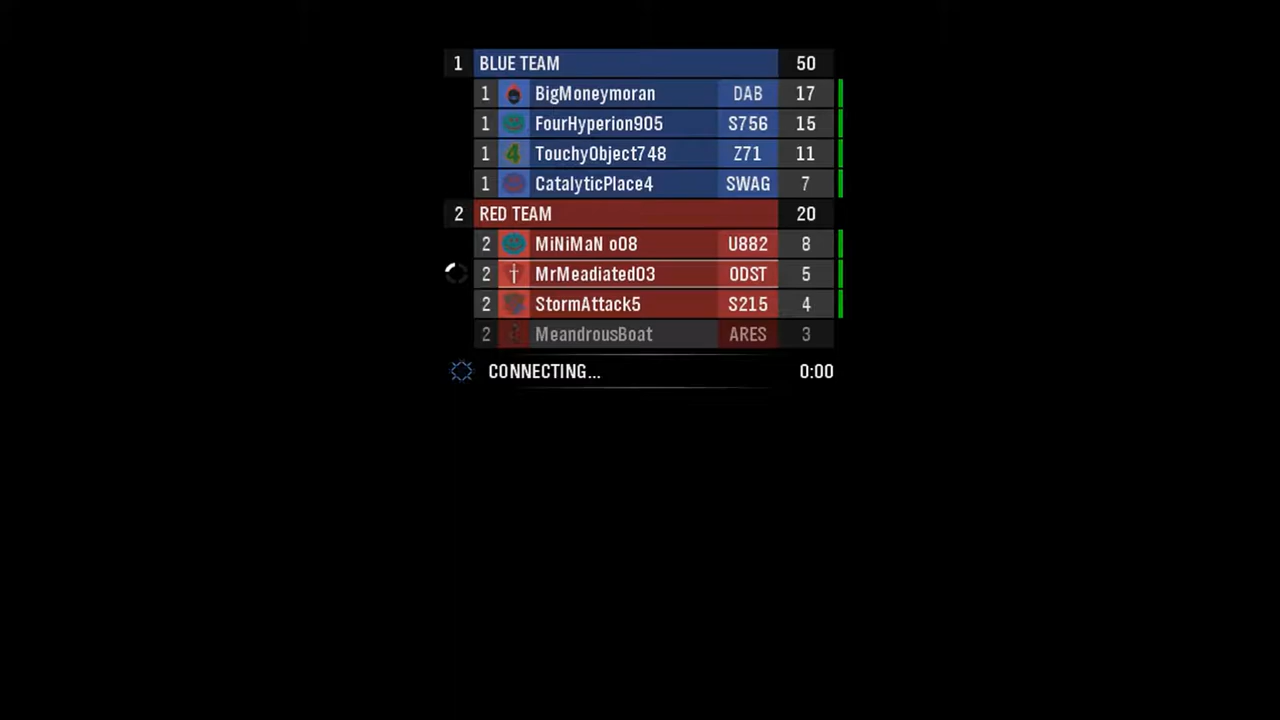 1 BLUE TEAM 50
1 BigMoneymoran DAB 17
1 FourHyperion905 S756 15
1 4 TouchyObject748 Z71 11
1 CatalyticPlace4 SWAG 7
2 RED TEAM 20
2 MiNiMaN o08 U882 8
2 MrMeadiated03 ODST 5
2 StormAttack5 S215 4
2 MeandrousBoat ARES 3
CONNECTING... 0:00